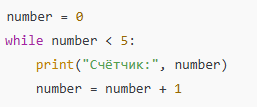 number = 0
while number < 5:
    print("Счётчик:", number)
    number = number + 1